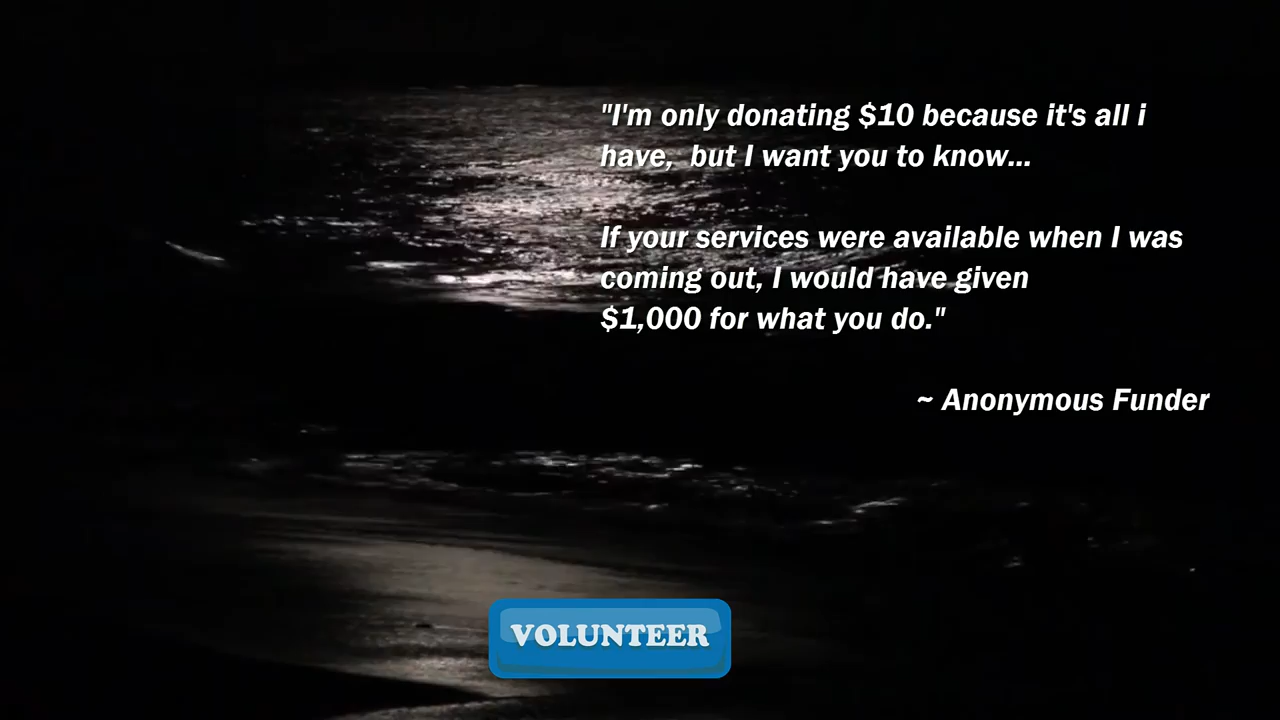 "I'm only donating $10 because it's all i
have,  but I want you to know...
If your services were available when I was
coming out, I would have given
$1,000 for what you do."
~ Anonymous Funder
VOLUNTEER